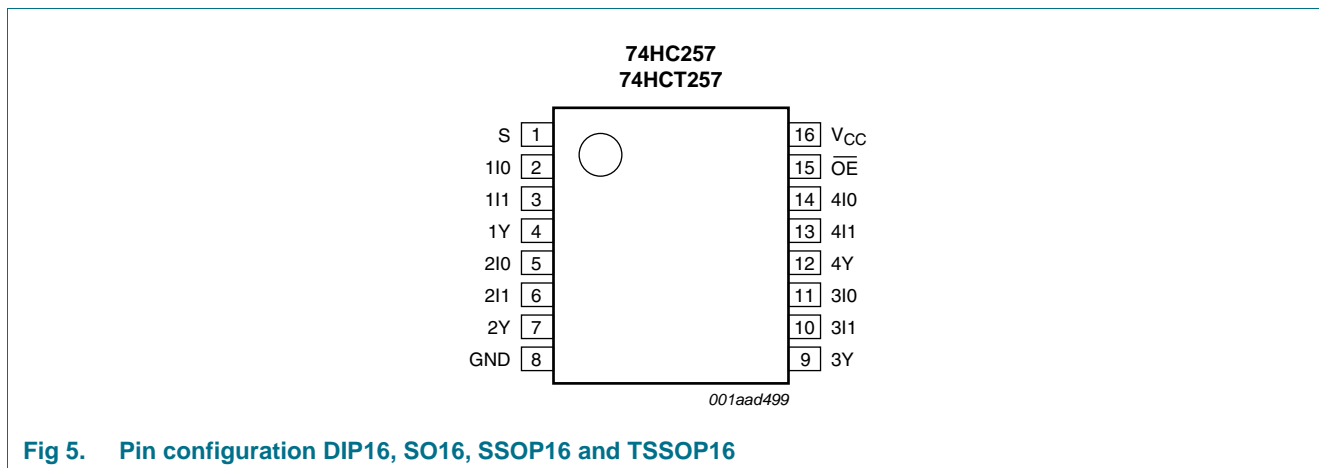 74HC257
74HCT257
S 1 16 VCC
1I0 2 15 O̅E̅
1I1 3 14 4I0
1Y 4 13 4I1
2I0 5 12 4Y
2I1 6 11 3I0
2Y 7 10 3I1
GND 8 9 3Y
001aad499
Fig 5. Pin configuration DIP16, SO16, SSOP16 and TSSOP16